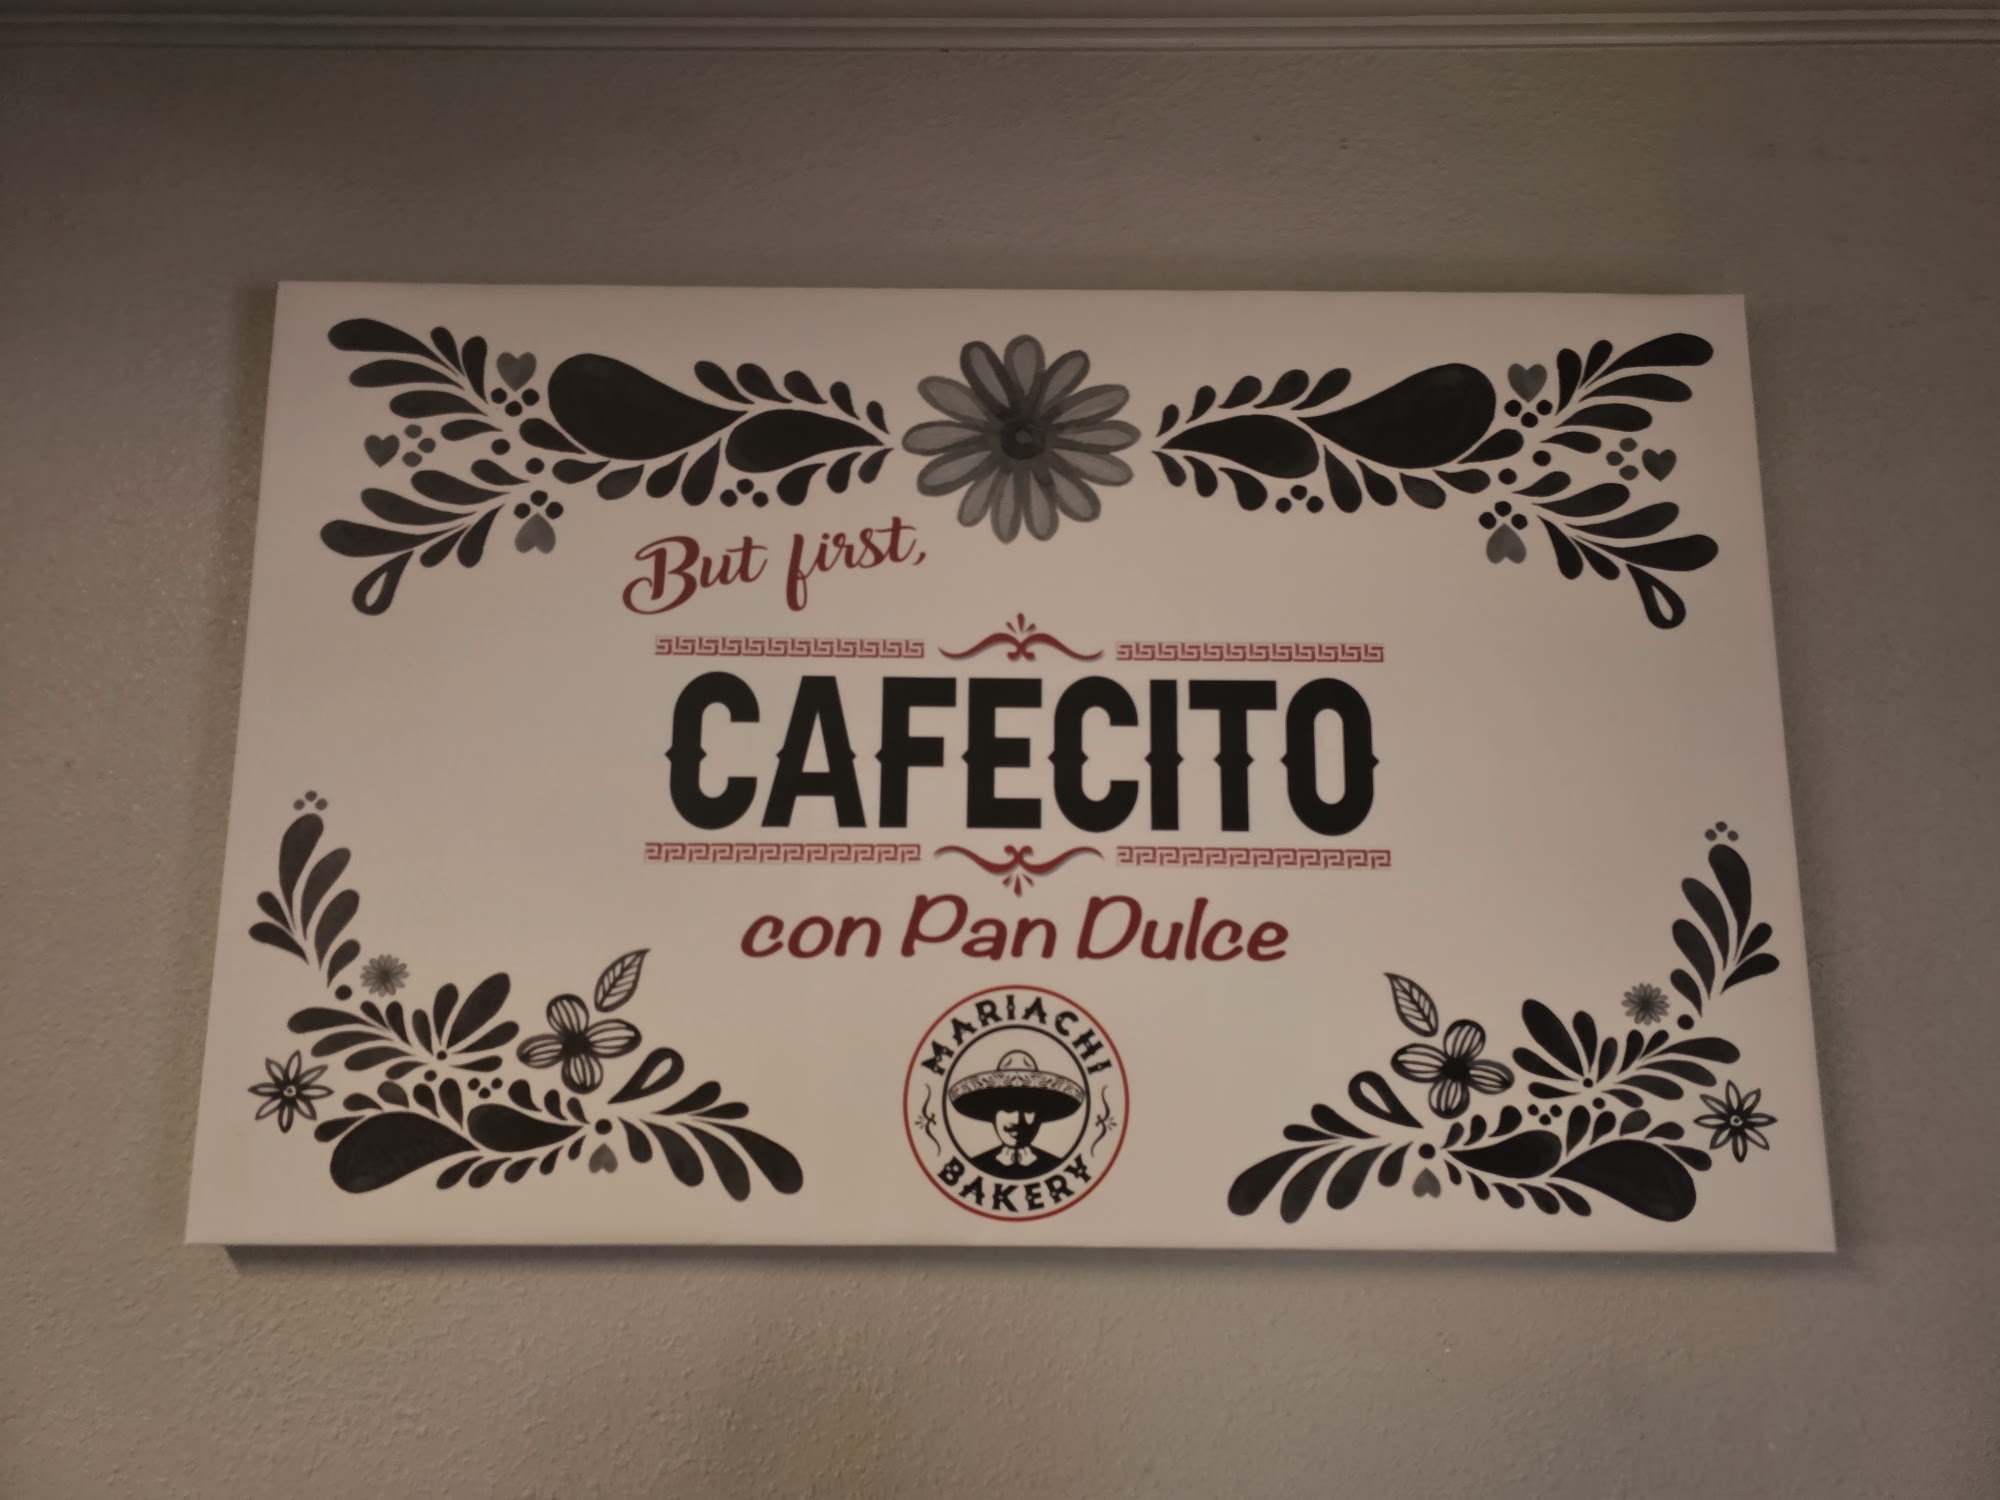 But first,
CAFECITO
con Pan Dulce
MARIACHI
BAKERY